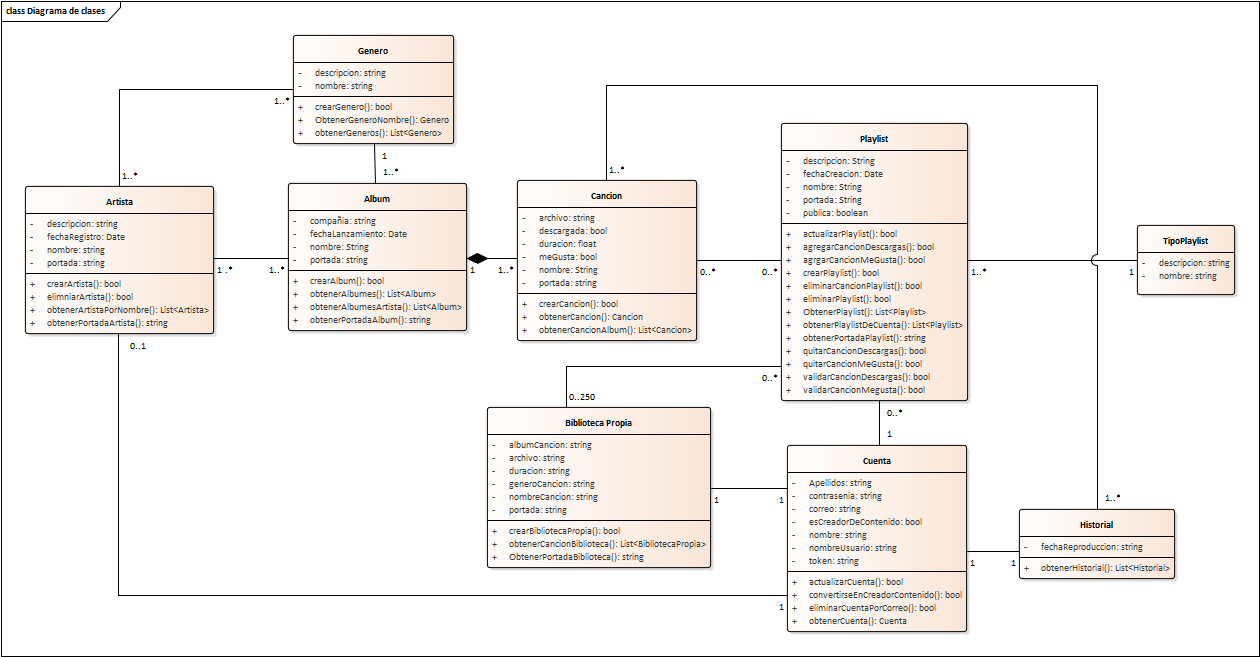 class Diagrama de clases
Genero
- descripcion: string
- nombre: string
+ crearGenero(): bool
+ ObtenerGeneroNombre(): Genero
+ obtenerGeneros(): List<Genero>
1..*
1..*
1
1..*
Artista
- descripcion: string
- fechaRegistro: Date
- nombre: string
- portada: string
+ crearArtista(): bool
+ elimniarArtista(): bool
+ obtenerArtistaPorNombre(): List<Artista>
+ obtenerPortadaArtista(): string
1 ..*
1..*
0..1
Album
- compañia: string
- fechaLanzamiento: Date
- nombre: String
- portada: string
+ crearAlbum(): bool
+ obtenerAlbumes(): List<Album>
+ obtenerAlbumesArtista(): List<Album>
+ obtenerPortadaAlbum(): string
1
1..*
1..*
Cancion
- archivo: string
- descargada: bool
- duracion: float
- meGusta: bool
- nombre: String
- portada: string
+ crearCancion(): bool
+ obtenerCancion(): Cancion
+ obtenerCancionAlbum(): List<Cancion>
0..*
0..*
Playlist
- descripcion: String
- fechaCreacion: Date
- nombre: String
- portada: String
- publica: boolean
+ actualizarPlaylist(): bool
+ agregarCancionDescargas(): bool
+ agrgarCancionMeGusta(): bool
+ crearPlaylist(): bool
+ eliminarCancionPlaylist(): bool
+ eliminarPlaylist(): bool
+ ObtenerPlaylist(): List<Playlist>
+ obtenerPlaylistDeCuenta(): List<Playlist>
+ obtenerPortadaPlaylist(): string
+ quitarCancionDescargas(): bool
+ quitarCancionMeGusta(): bool
+ validarCancionDescargas(): bool
+ validarCancionMegusta(): bool
1..*
1
TipoPlaylist
- descripcion: string
- nombre: string
0..*
0..250
0..*
1
Biblioteca Propia
- albumCancion: string
- archivo: string
- duracion: string
- generoCancion: string
- nombreCancion: string
- portada: string
+ crearBibliotecaPropia(): bool
+ obtenerCancionBiblioteca(): List<BibliotecaPropia>
+ ObtenerPortadaBiblioteca(): string
1
1
Cuenta
- Apellidos: string
- contrasenia: string
- correo: string
- esCreadorDeContenido: bool
- nombre: string
- nombreUsuario: string
- token: string
+ actualizarCuenta(): bool
+ convertirseEnCreadorContenido(): bool
+ eliminarCuentaPorCorreo(): bool
+ obtenerCuenta(): Cuenta
1
1
1
1..*
Historial
- fechaReproduccion: string
+ obtenerHistorial(): List<Historial>